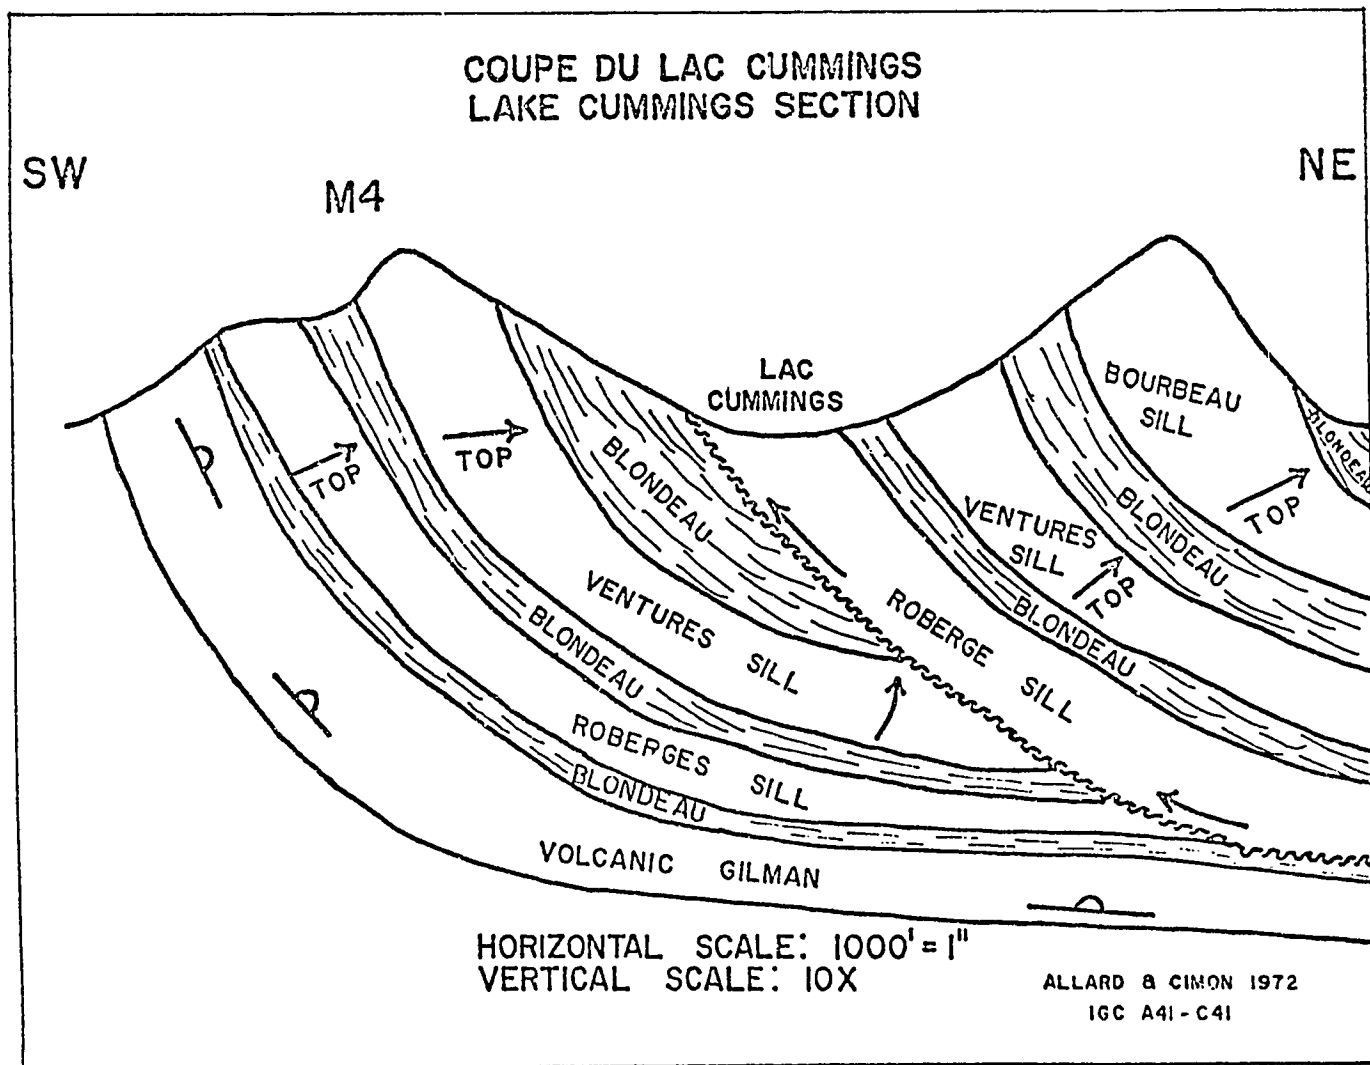 COUPE DU LAC CUMMINGS
LAKE CUMMINGS SECTION
SW
NE
M4
LAC
CUMMINGS
BOURBEAU
SILL
BLONDEAU
TOP
TOP
TOP
BLONDEAU
VENTURES
SILL
BLONDEAU
TOP
ROBERGE
SILL
BLONDEAU
VENTURES SILL
BLONDEAU
ROBERGES SILL
BLONDEAU
VOLCANIC GILMAN
HORIZONTAL SCALE: 1000' = 1"
VERTICAL SCALE: 10X
ALLARD & CIMON 1972
IGC A41-C41